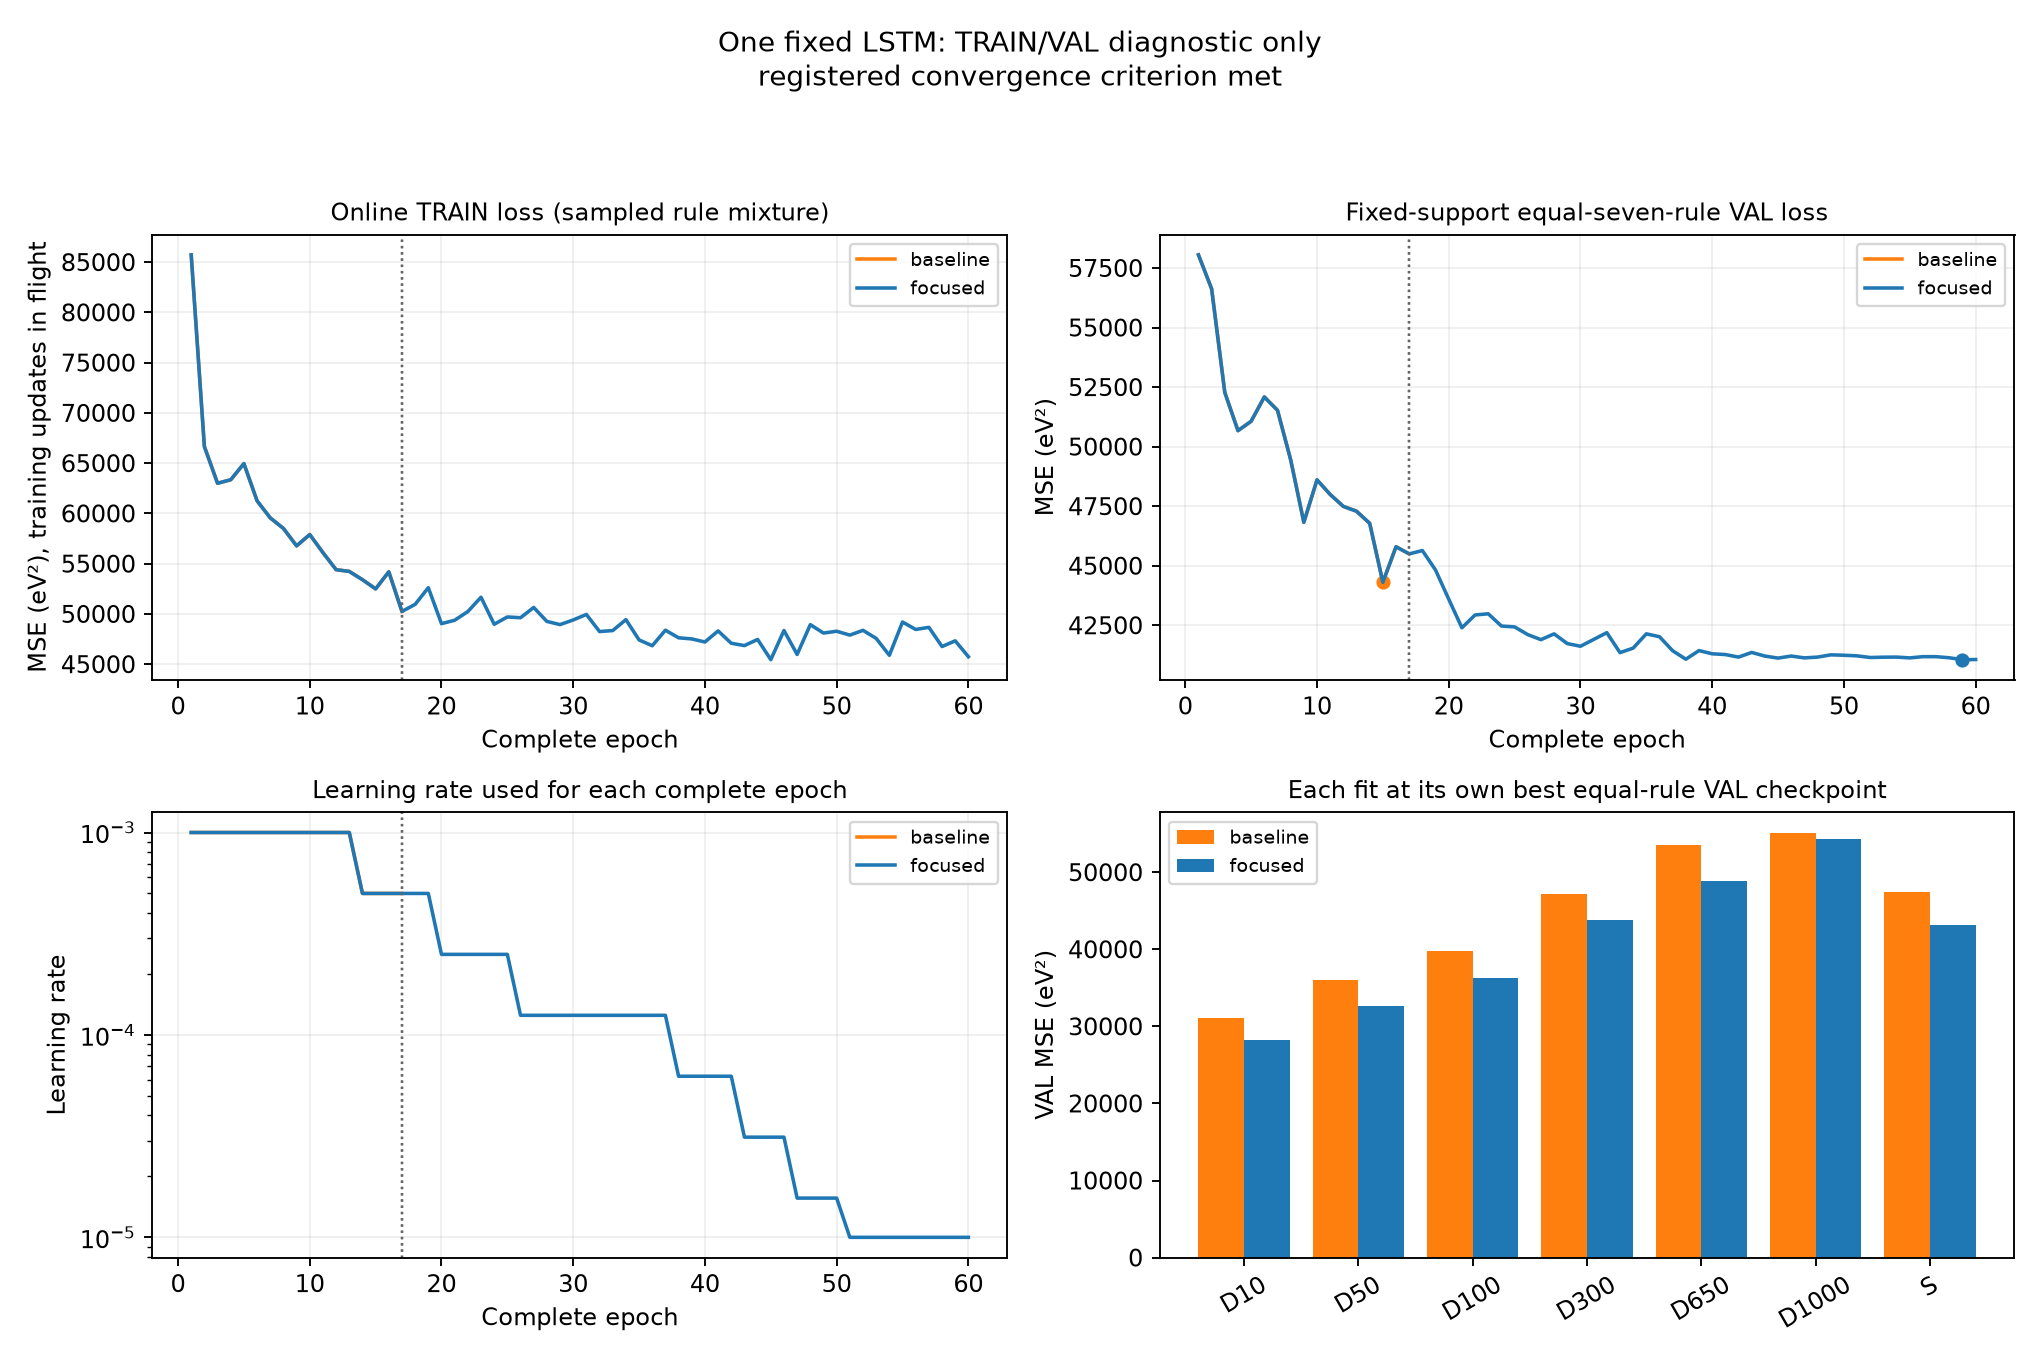 One fixed LSTM: TRAIN/VAL diagnostic only
registered convergence criterion met
Online TRAIN loss (sampled rule mixture)
MSE (eV²), training updates in flight
85000
80000
75000
70000
65000
60000
55000
50000
45000
baseline
focused
0 10 20 30 40 50 60
Complete epoch
Fixed-support equal-seven-rule VAL loss
MSE (eV²)
57500
55000
52500
50000
47500
45000
42500
baseline
focused
0 10 20 30 40 50 60
Complete epoch
Learning rate used for each complete epoch
Learning rate
10⁻³
10⁻⁴
10⁻⁵
baseline
focused
0 10 20 30 40 50 60
Complete epoch
Each fit at its own best equal-rule VAL checkpoint
VAL MSE (eV²)
50000
40000
30000
20000
10000
0
baseline
focused
D10 D50 D100 D300 D650 D1000 S